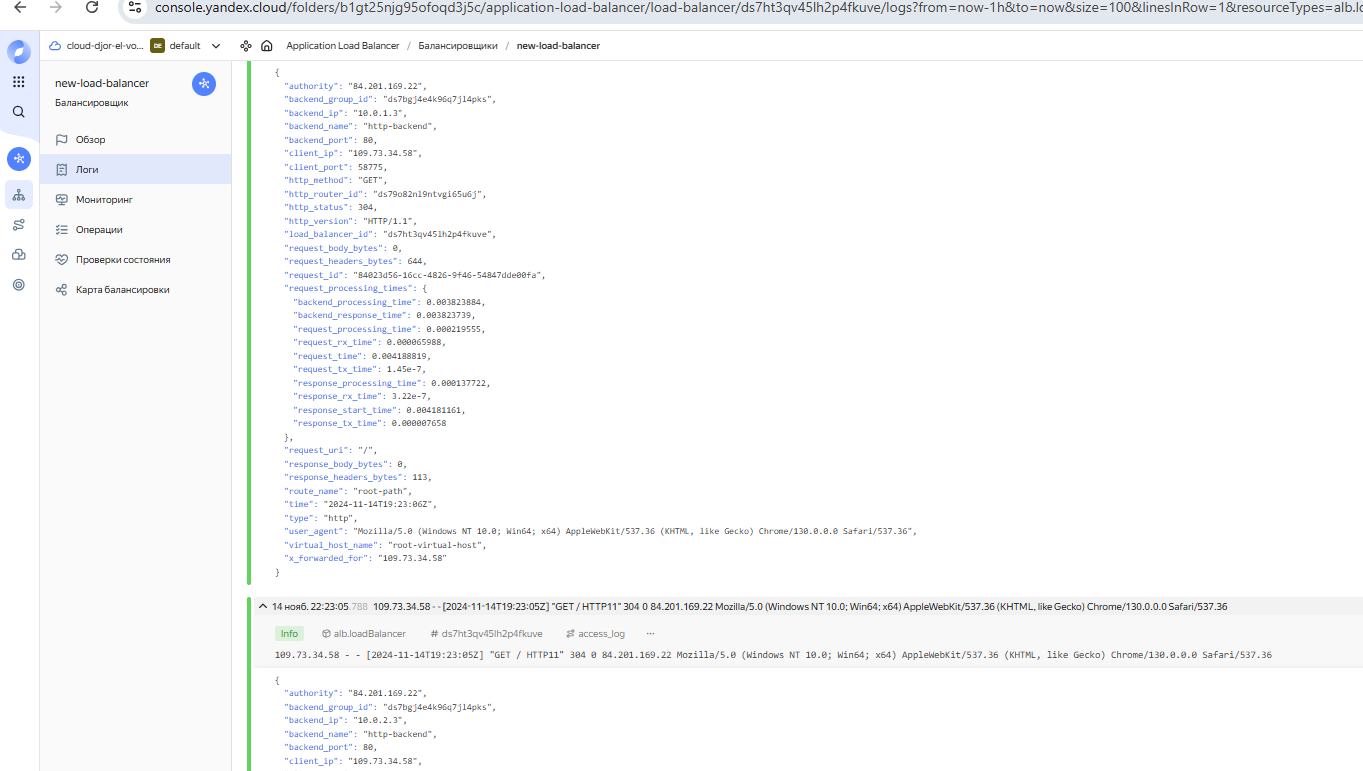 console.yandex.cloud/folders/b1gt25njg95ofoqd3j5c/application-load-balancer/load-balancer/ds7ht3qv45lh2p4fkuve/logs?from=now-1h&to=now&size=100&linesInRow=1&resourceTypes=alb.lo
cloud-djor-el-vo... DE default Application Load Balancer / Балансировщики / new-load-balancer
new-load-balancer
Балансировщик
Обзор
Логи
Мониторинг
Операции
Проверки состояния
Карта балансировки
{
"authority": "84.201.169.22",
"backend_group_id": "ds7bgj4e4k96q7jl4pks",
"backend_ip": "10.0.1.3",
"backend_name": "http-backend",
"backend_port": 80,
"client_ip": "109.73.34.58",
"client_port": 58775,
"http_method": "GET",
"http_router_id": "ds79o82nl9ntvgi65u6j",
"http_status": 304,
"http_version": "HTTP/1.1",
"load_balancer_id": "ds7ht3qv45lh2p4fkuve",
"request_body_bytes": 0,
"request_headers_bytes": 644,
"request_id": "84023d56-16cc-4826-9f46-54847dde00fa",
"request_processing_times": {
"backend_processing_time": 0.003823884,
"backend_response_time": 0.003823739,
"request_processing_time": 0.000219555,
"request_rx_time": 0.000065988,
"request_time": 0.004188819,
"request_tx_time": 1.45e-7,
"response_processing_time": 0.000137722,
"response_rx_time": 3.22e-7,
"response_start_time": 0.004181161,
"response_tx_time": 0.000007658
},
"request_uri": "/",
"response_body_bytes": 0,
"response_headers_bytes": 113,
"route_name": "root-path",
"time": "2024-11-14T19:23:06Z",
"type": "http",
"user_agent": "Mozilla/5.0 (Windows NT 10.0; Win64; x64) AppleWebKit/537.36 (KHTML, like Gecko) Chrome/130.0.0.0 Safari/537.36",
"virtual_host_name": "root-virtual-host",
"x_forwarded_for": "109.73.34.58"
}
14 нояб. 22:23:05.788 109.73.34.58 - - [2024-11-14T19:23:05Z] "GET / HTTP11" 304 0 84.201.169.22 Mozilla/5.0 (Windows NT 10.0; Win64; x64) AppleWebKit/537.36 (KHTML, like Gecko) Chrome/130.0.0.0 Safari/537.36
Info alb.loadBalancer # ds7ht3qv45lh2p4fkuve access_log ...
109.73.34.58 - - [2024-11-14T19:23:05Z] "GET / HTTP11" 304 0 84.201.169.22 Mozilla/5.0 (Windows NT 10.0; Win64; x64) AppleWebKit/537.36 (KHTML, like Gecko) Chrome/130.0.0.0 Safari/537.36
{
"authority": "84.201.169.22",
"backend_group_id": "ds7bgj4e4k96q7jl4pks",
"backend_ip": "10.0.2.3",
"backend_name": "http-backend",
"backend_port": 80,
"client_ip": "109.73.34.58",